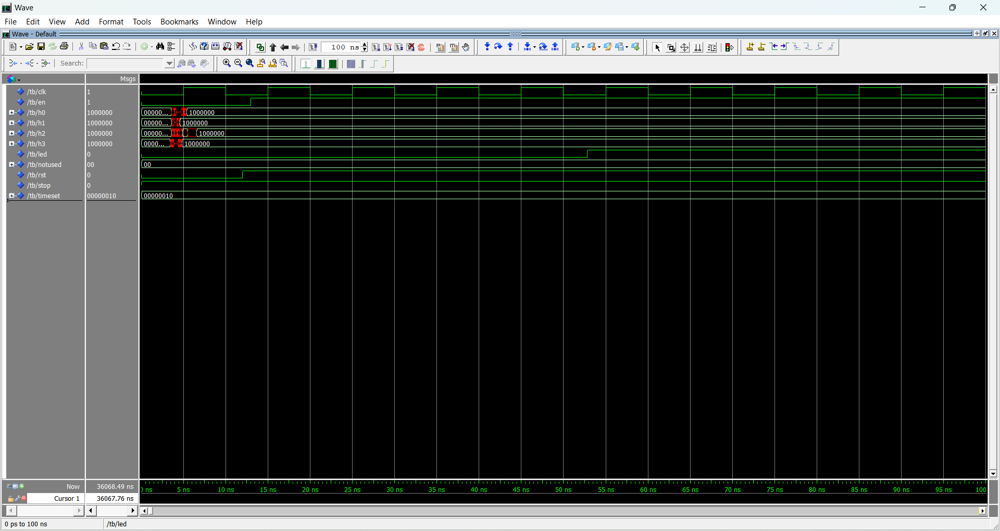 Wave
File Edit View Add Format Tools Bookmarks Window Help
Wave - Default
100 ns
Search:
Msgs
/tb/clk 1
/tb/en 1
/tb/h0 1000000 00000... 1000000
/tb/h1 1000000 00000... 1000000
/tb/h2 1000000 00000... 1000000
/tb/h3 1000000 0000... 1000000
/tb/led 0
/tb/notused 00 00
/tb/rst 0
/tb/stop 0
/tb/timeset 00000010 00000010
Now 36068.49 ns
ns 5 ns 10 ns 15 ns 20 ns 25 ns 30 ns 35 ns 40 ns 45 ns 50 ns 55 ns 60 ns 65 ns 70 ns 75 ns 80 ns 85 ns 90 ns 95 ns 100
Cursor 1 36067.76 ns
0 ps to 100 ns /tb/led